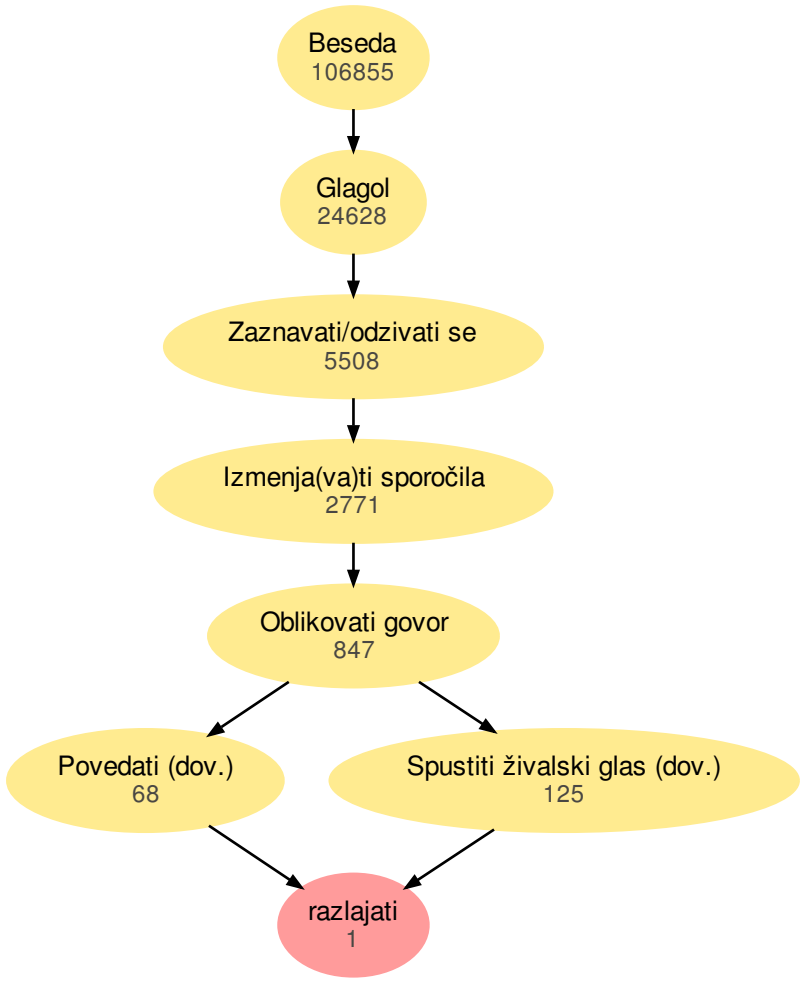 Beseda
106855
Glagol
24628
Zaznavati/odzivati se
5508
Izmenja(va)ti sporočila
2771
Oblikovati govor
847
Povedati (dov.)
68
Spustiti živalski glas (dov.)
125
razlajati
1